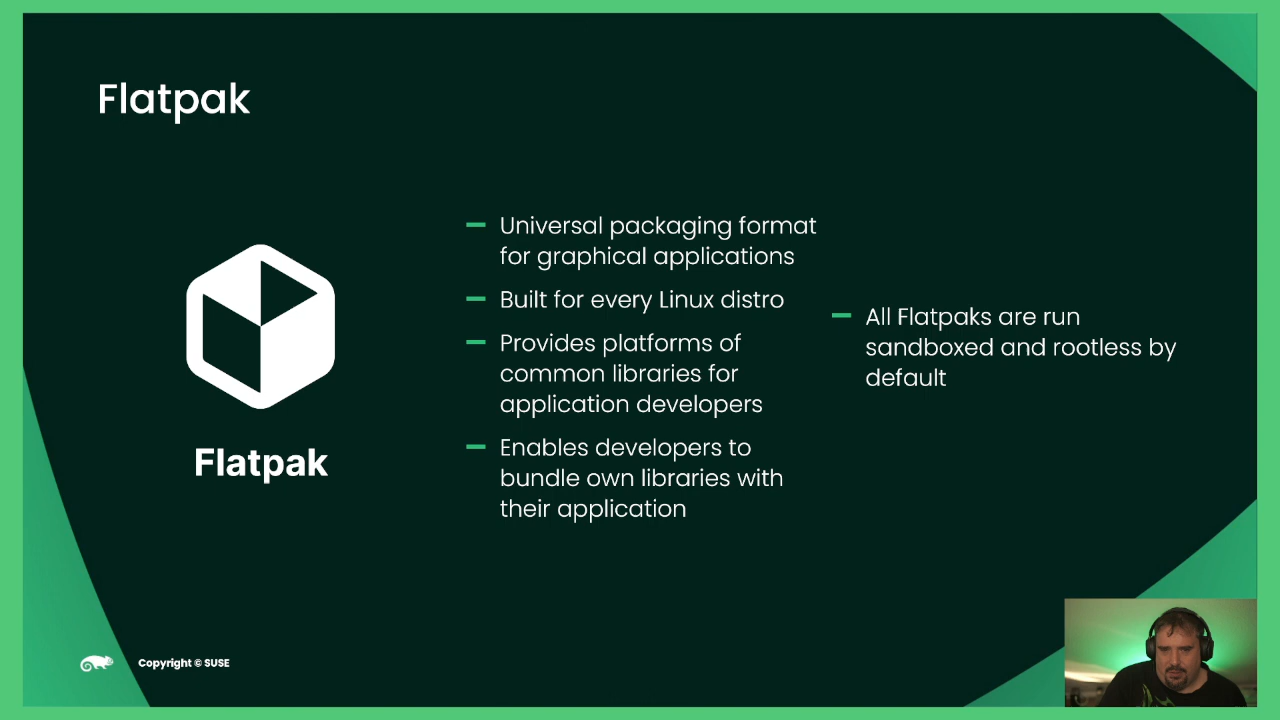 Flatpak
Flatpak
Universal packaging format
for graphical applications
Built for every Linux distro
Provides platforms of
common libraries for
application developers
Enables developers to
bundle own libraries with
their application
All Flatpaks are run
sandboxed and rootless by
default
Copyright © SUSE